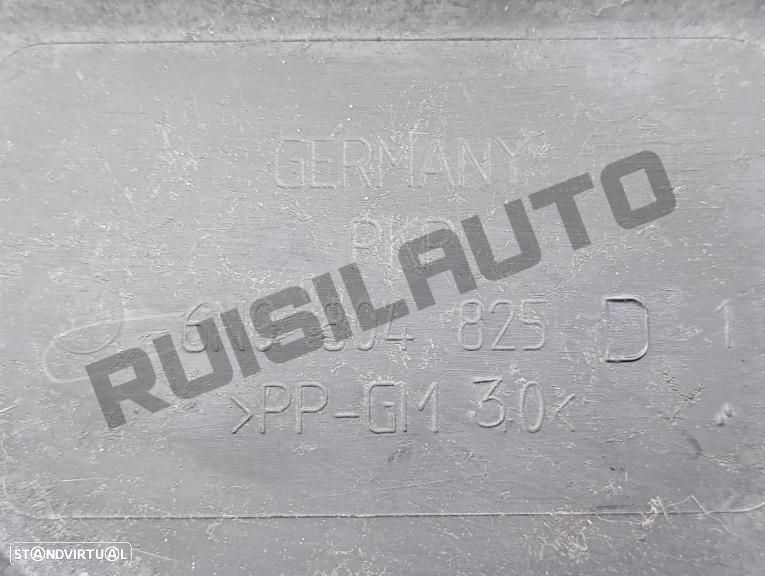 GERMANY
RUISILAUTO
825 D 1
>PP-GM 30<
STANDVIRTUAL